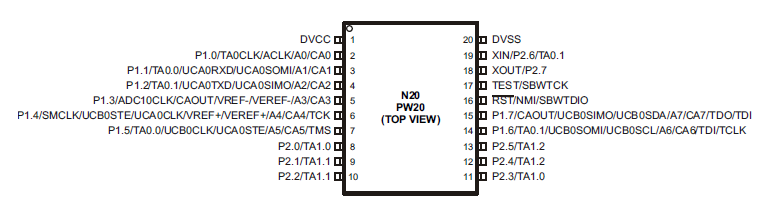 DVCC 1
P1.0/TA0CLK/ACLK/A0/CA0 2
P1.1/TA0.0/UCA0RXD/UCA0SOMI/A1/CA1 3
P1.2/TA0.1/UCA0TXD/UCA0SIMO/A2/CA2 4
P1.3/ADC10CLK/CAOUT/VREF-/VEREF-/A3/CA3 5
P1.4/SMCLK/UCB0STE/UCA0CLK/VREF+/VEREF+/A4/CA4/TCK 6
P1.5/TA0.0/UCB0CLK/UCA0STE/A5/CA5/TMS 7
P2.0/TA1.0 8
P2.1/TA1.1 9
P2.2/TA1.1 10
N20
PW20
(TOP VIEW)
20 DVSS
19 XIN/P2.6/TA0.1
18 XOUT/P2.7
17 TEST/SBWTCK
16 RST/NMI/SBWTDIO
15 P1.7/CAOUT/UCB0SIMO/UCB0SDA/A7/CA7/TDO/TDI
14 P1.6/TA0.1/UCB0SOMI/UCB0SCL/A6/CA6/TDI/TCLK
13 P2.5/TA1.2
12 P2.4/TA1.2
11 P2.3/TA1.0